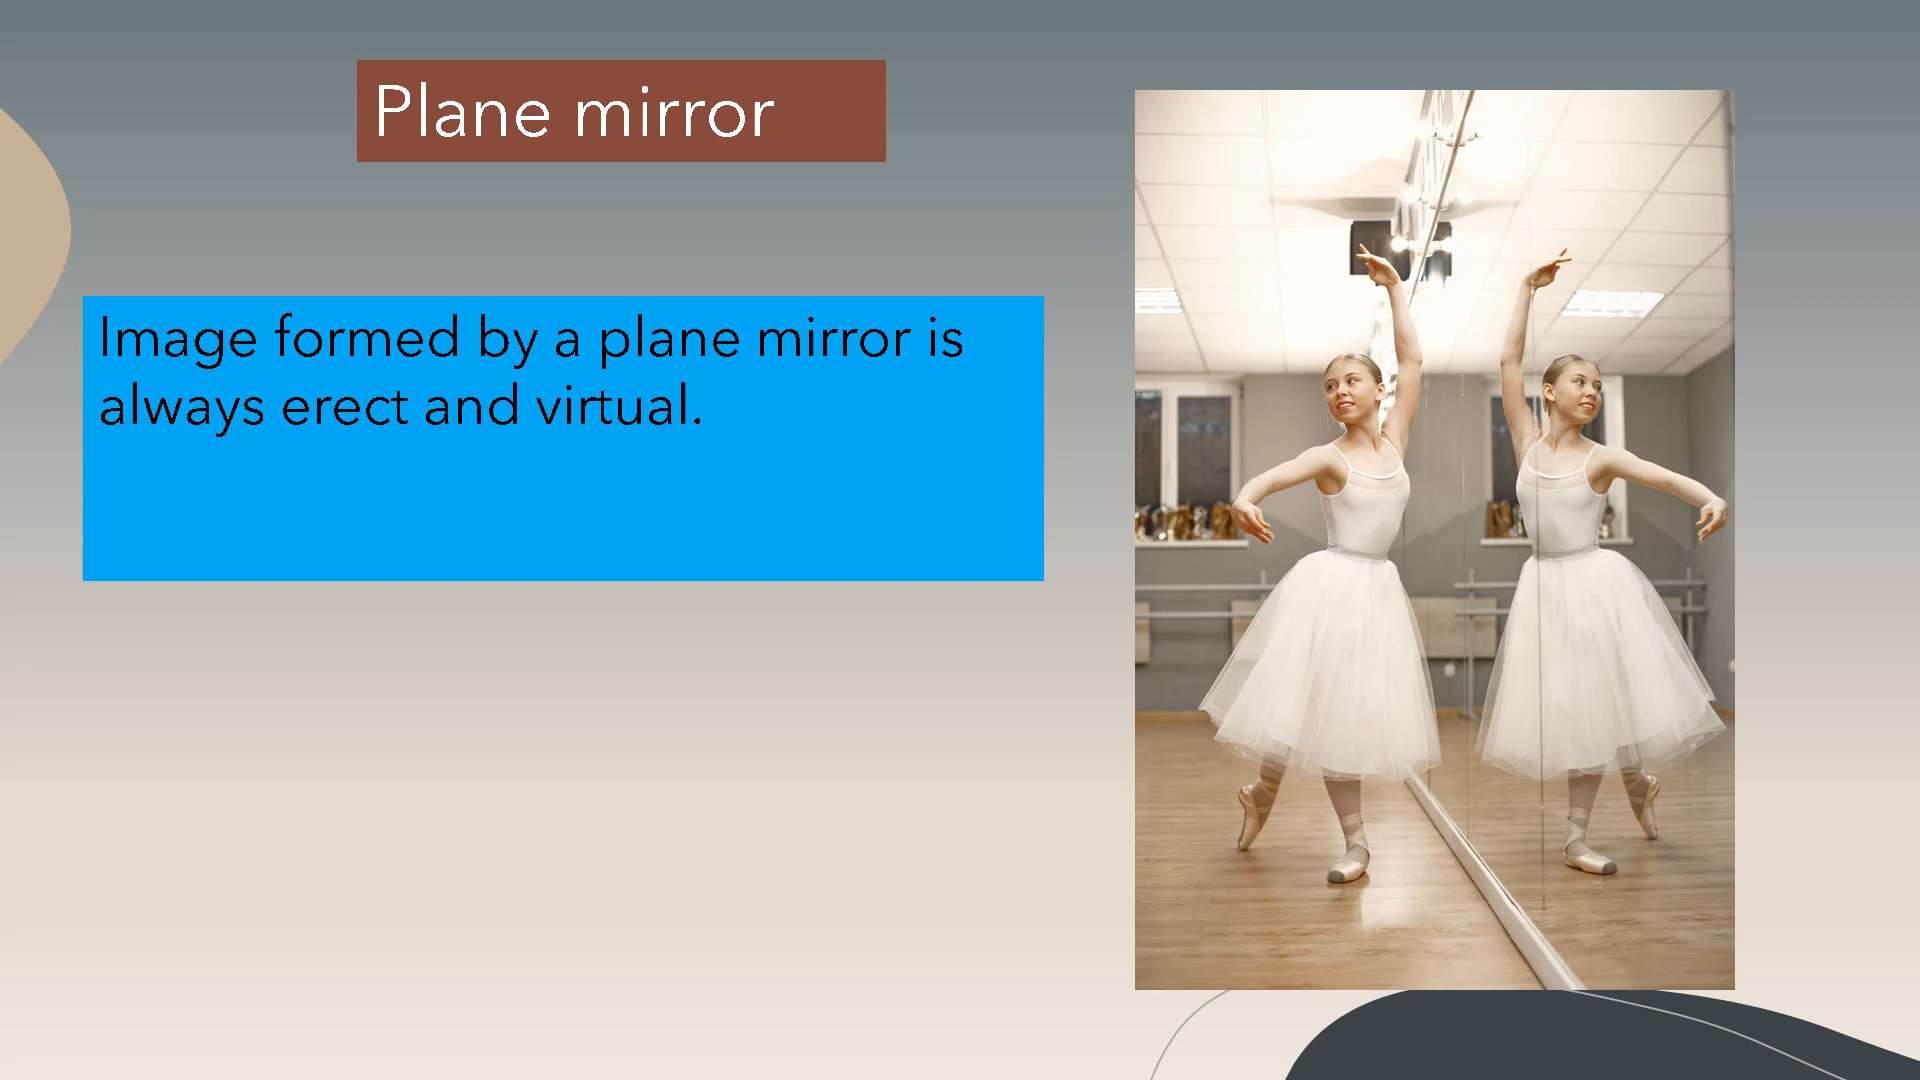 Plane mirror
Image formed by a plane mirror is
always erect and virtual.